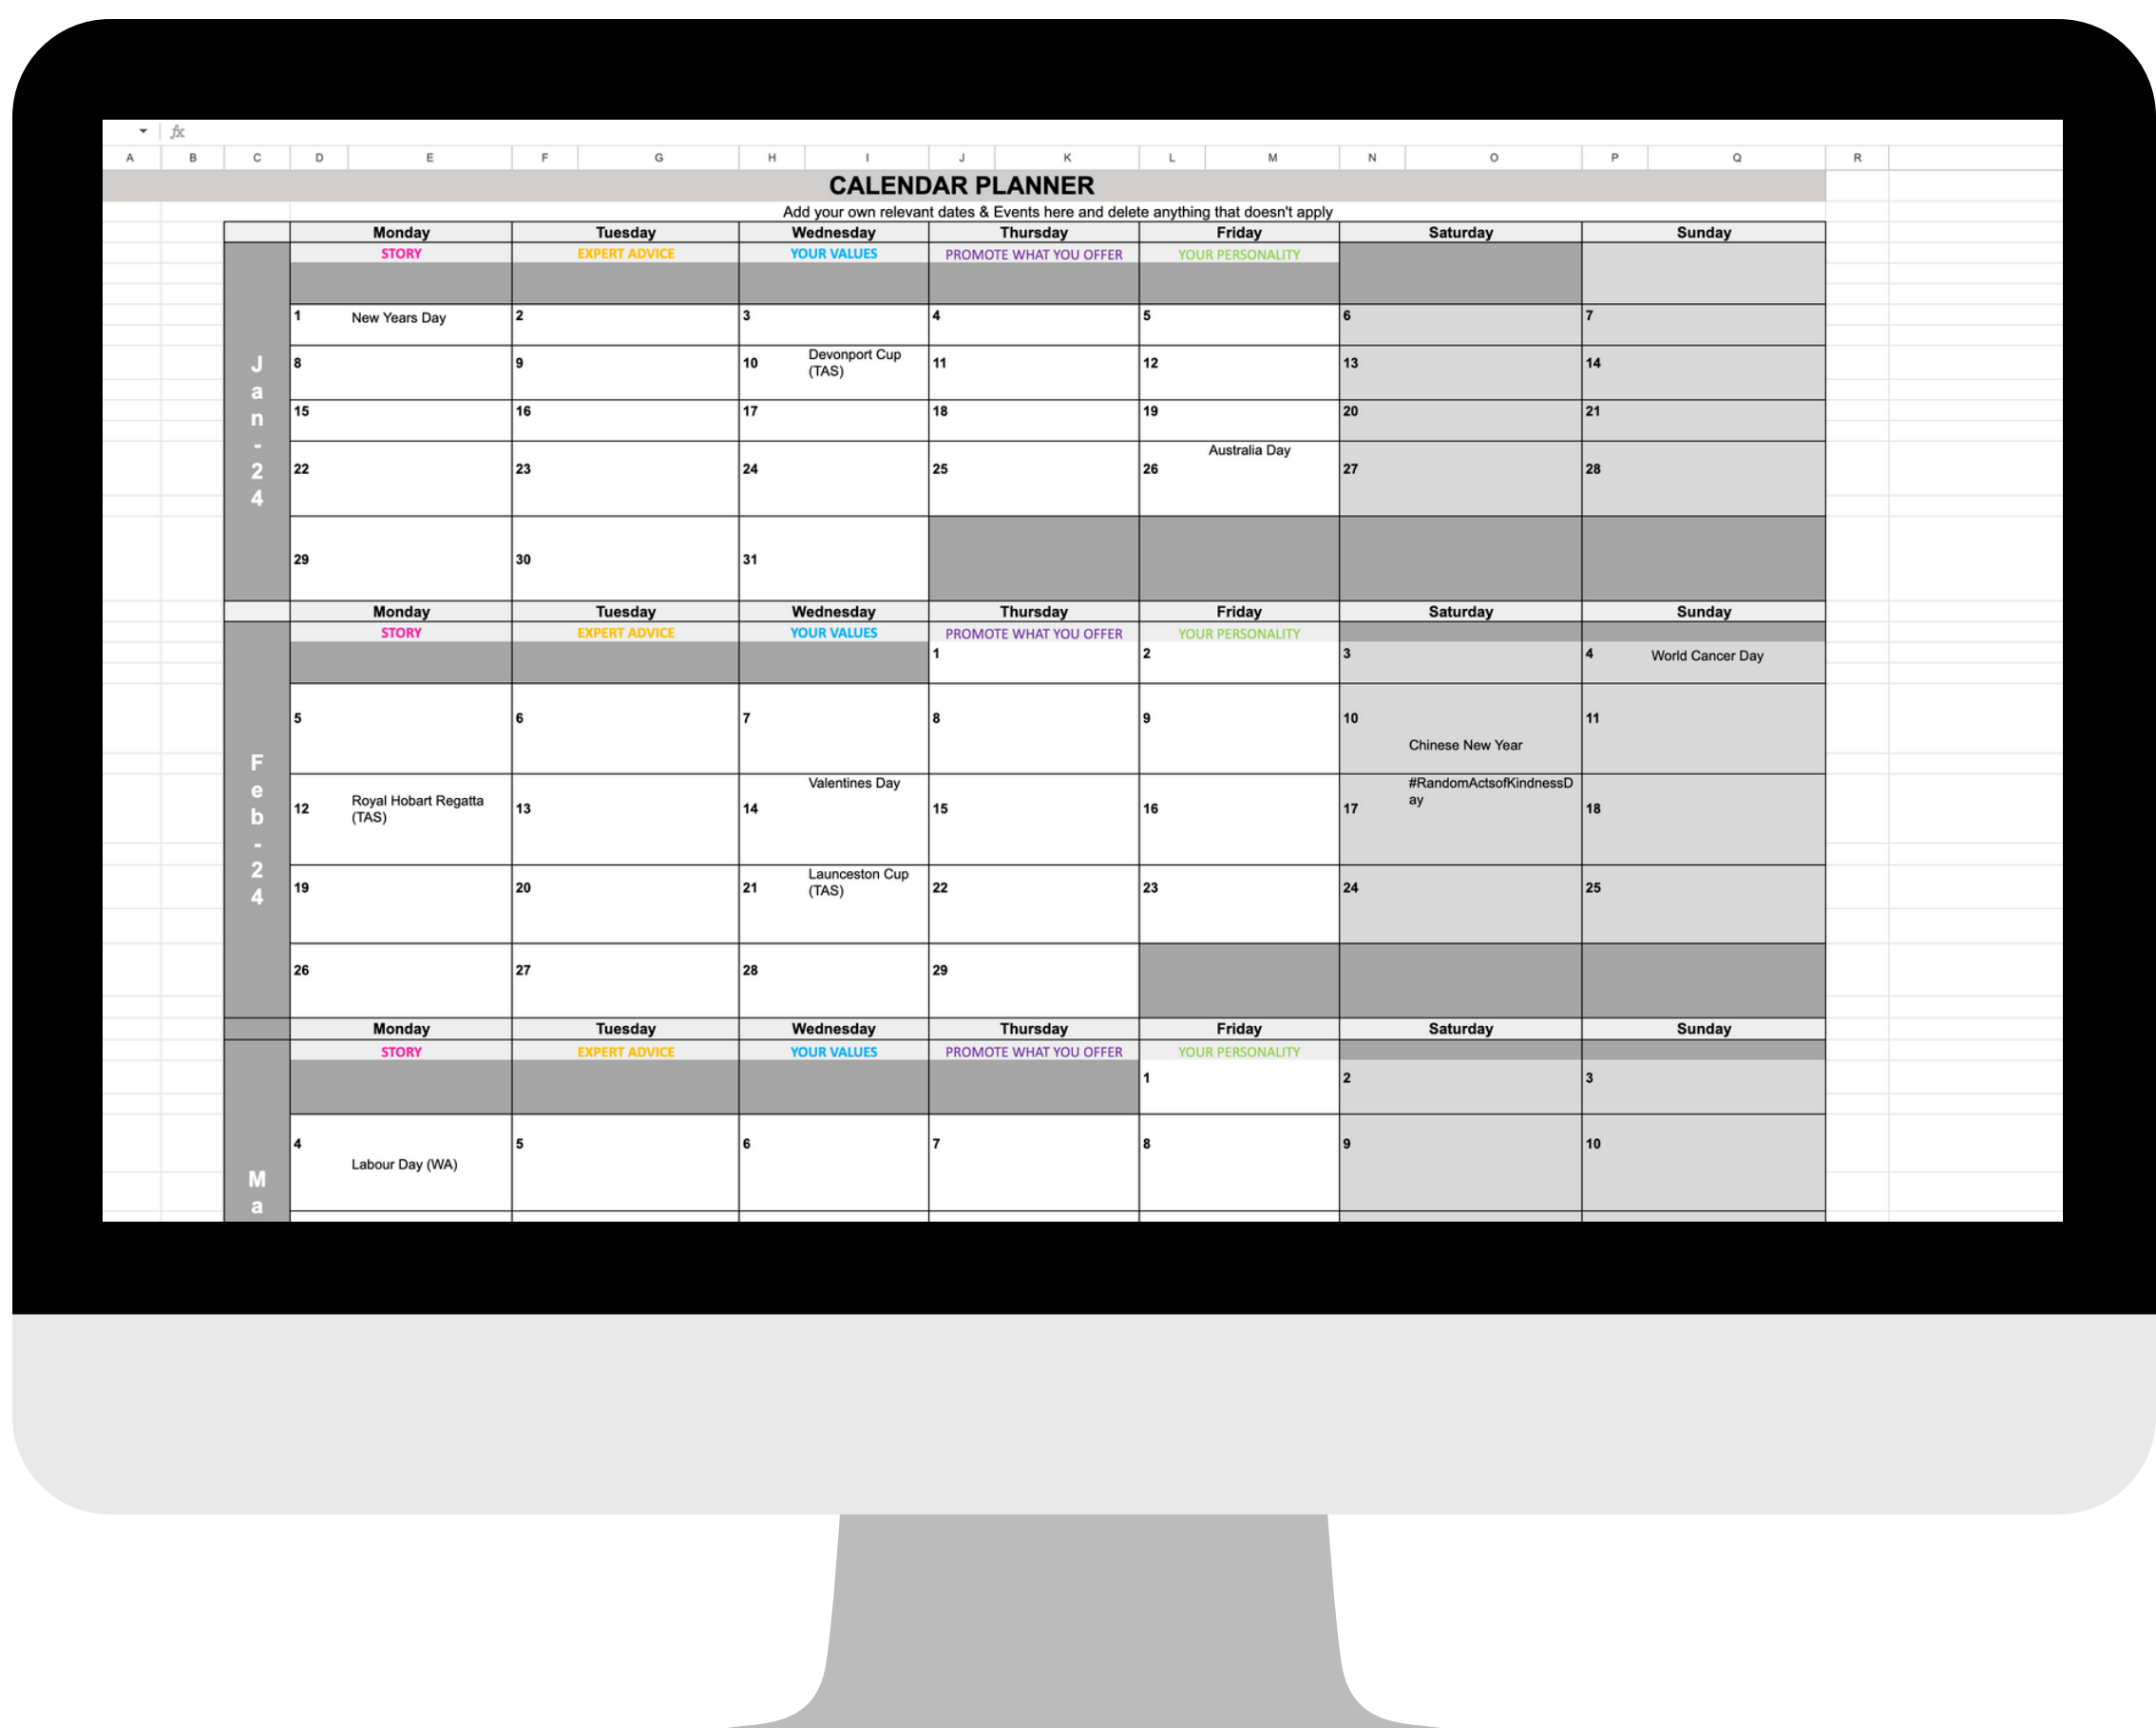 fx
A B C D E F G H I J K L M N O P Q R
CALENDAR PLANNER
Add your own relevant dates & Events here and delete anything that doesn't apply
Monday Tuesday Wednesday Thursday Friday Saturday Sunday
STORY EXPERT ADVICE YOUR VALUES PROMOTE WHAT YOU OFFER YOUR PERSONALITY
Jan-24
1 New Years Day 2 3 4 5 6 7
8 9 10 Devonport Cup (TAS) 11 12 13 14
15 16 17 18 19 20 21
22 23 24 25 26 Australia Day 27 28
29 30 31
Monday Tuesday Wednesday Thursday Friday Saturday Sunday
STORY EXPERT ADVICE YOUR VALUES PROMOTE WHAT YOU OFFER YOUR PERSONALITY
Feb-24
1 2 3 4 World Cancer Day
5 6 7 8 9 10 Chinese New Year 11
12 Royal Hobart Regatta (TAS) 13 14 Valentines Day 15 16 17 #RandomActsofKindnessDay 18
19 20 21 Launceston Cup (TAS) 22 23 24 25
26 27 28 29
Monday Tuesday Wednesday Thursday Friday Saturday Sunday
STORY EXPERT ADVICE YOUR VALUES PROMOTE WHAT YOU OFFER YOUR PERSONALITY
Ma
1 2 3
4 Labour Day (WA) 5 6 7 8 9 10